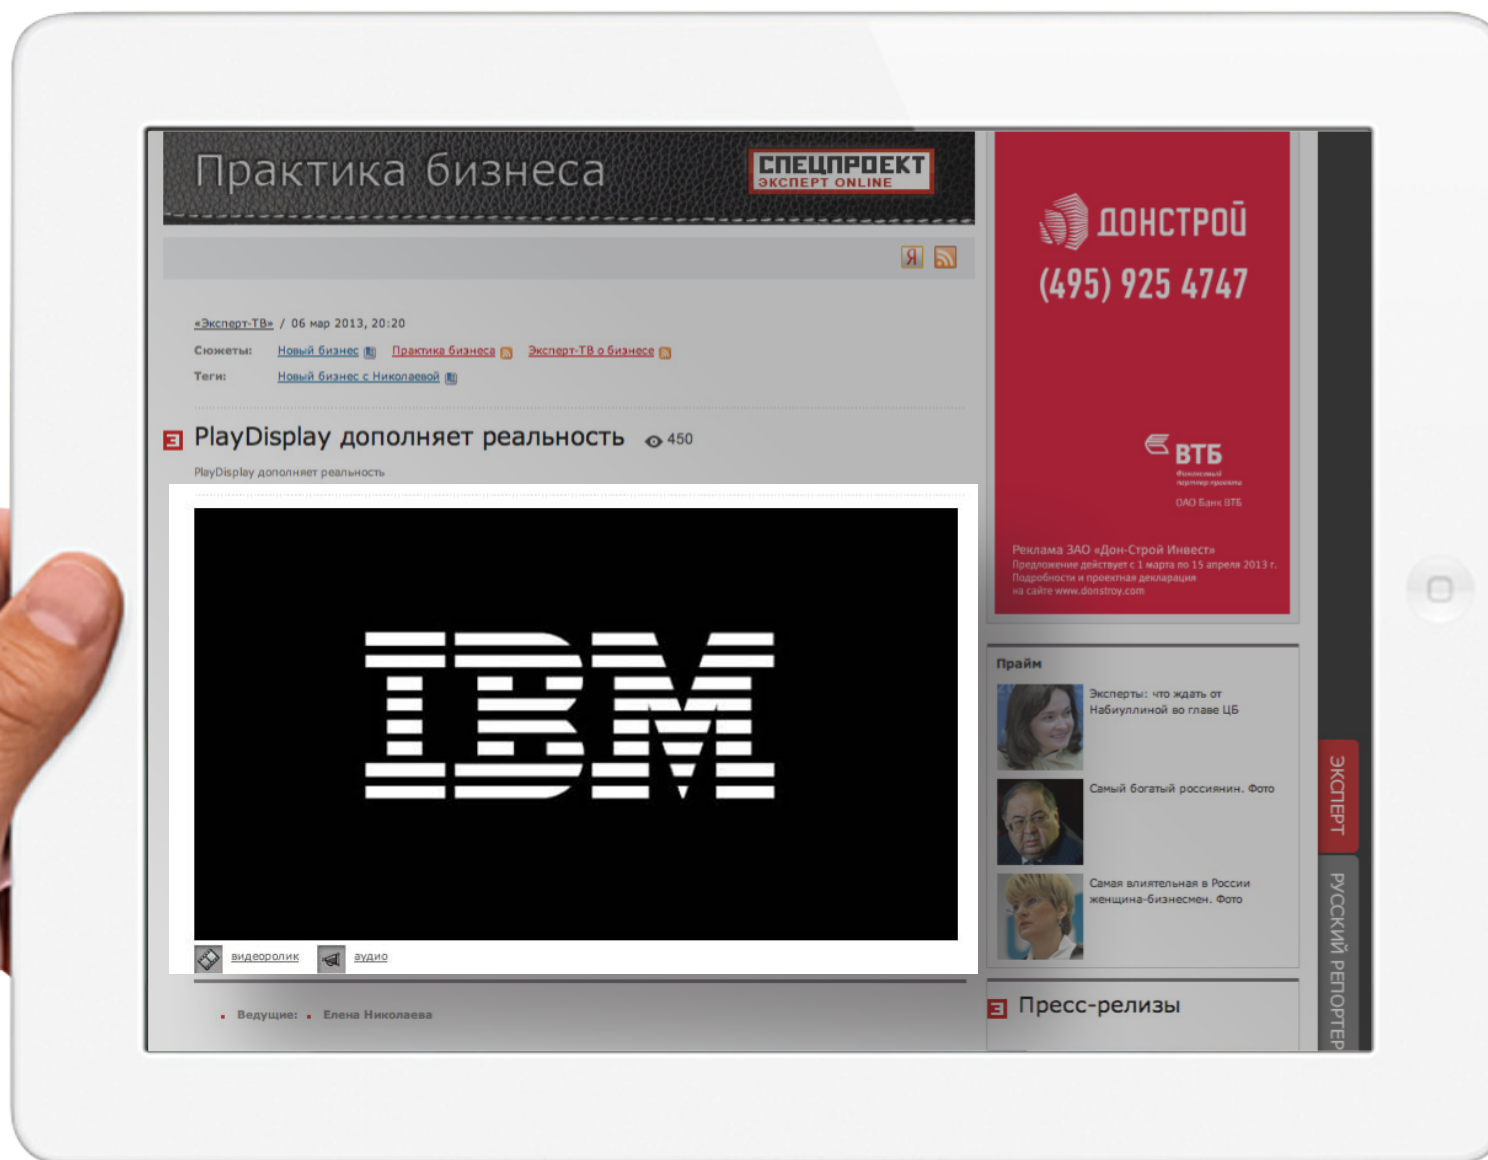 Практика бизнеса
СПЕЦПРОЕКТ
ЭКСПЕРТ ONLINE
Я
«Эксперт-ТВ» / 06 мар 2013, 20:20
Сюжеты: Новый бизнес Практика бизнеса Эксперт-ТВ о бизнесе
Теги: Новый бизнес с Николаевой
Э PlayDisplay дополняет реальность 450
PlayDisplay дополняет реальность
IBM
видеоролик аудио
Ведущие: Елена Николаева
ДОНСТРОЙ
(495) 925 4747
ВТБ
Финансовый
партнер проекта
ОАО Банк ВТБ
Реклама ЗАО «Дон-Строй Инвест»
Предложение действует с 1 марта по 15 апреля 2013 г.
Подробности и проектная декларация
на сайте www.donstroy.com
Прайм
Эксперты: что ждать от
Набиуллиной во главе ЦБ
Самый богатый россиянин. Фото
Самая влиятельная в России
женщина-бизнесмен. Фото
Э Пресс-релизы
ЭКСПЕРТ
РУССКИЙ РЕПОРТЕР